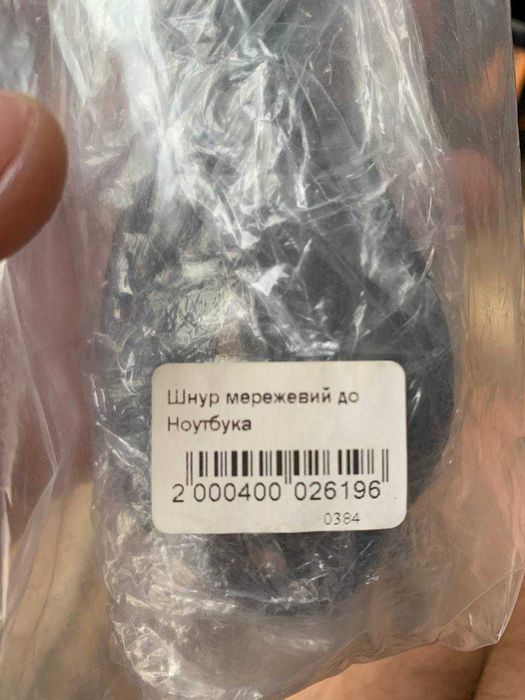 Шнур мережевий до
Ноутбука
2 000400 026196
0384